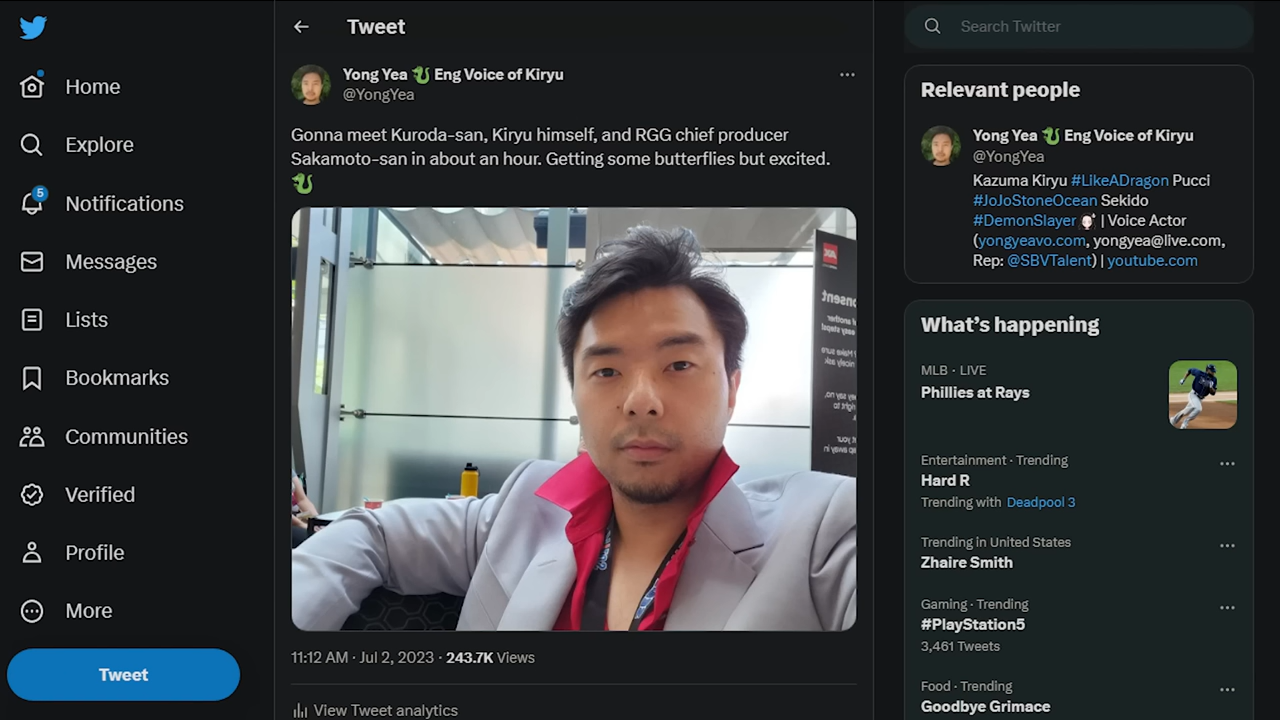 Home
Explore
5
Notifications
Messages
Lists
Bookmarks
Communities
Verified
Profile
More
Tweet
Tweet
Yong Yea 🐉 Eng Voice of Kiryu
@YongYea
Gonna meet Kuroda-san, Kiryu himself, and RGG chief producer
Sakamoto-san in about an hour. Getting some butterflies but excited.
🐉
11:12 AM · Jul 2, 2023 · 243.7K Views
View Tweet analytics
Search Twitter
Relevant people
Yong Yea 🐉 Eng Voice of Kiryu
@YongYea
Kazuma Kiryu #LikeADragon Pucci
#JoJoStoneOcean Sekido
#DemonSlayer 👺 | Voice Actor
(yongyeavo.com, yongyea@live.com,
Rep: @SBVTalent) | youtube.com
What's happening
MLB · LIVE
Phillies at Rays
Entertainment · Trending
Hard R
Trending with Deadpool 3
Trending in United States
Zhaire Smith
Gaming · Trending
#PlayStation5
3,461 Tweets
Food · Trending
Goodbye Grimace